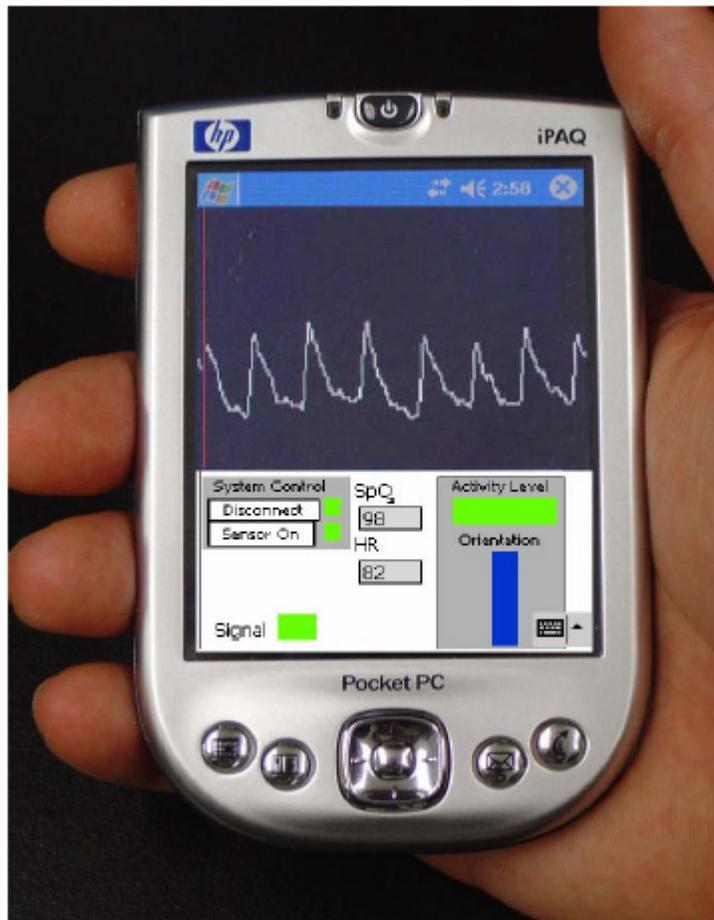 hp
iPAQ
2:58
System Control
Disconnect
Sensor On
SpO2
98
HR
82
Activity Level
Orientation
Signal
Pocket PC